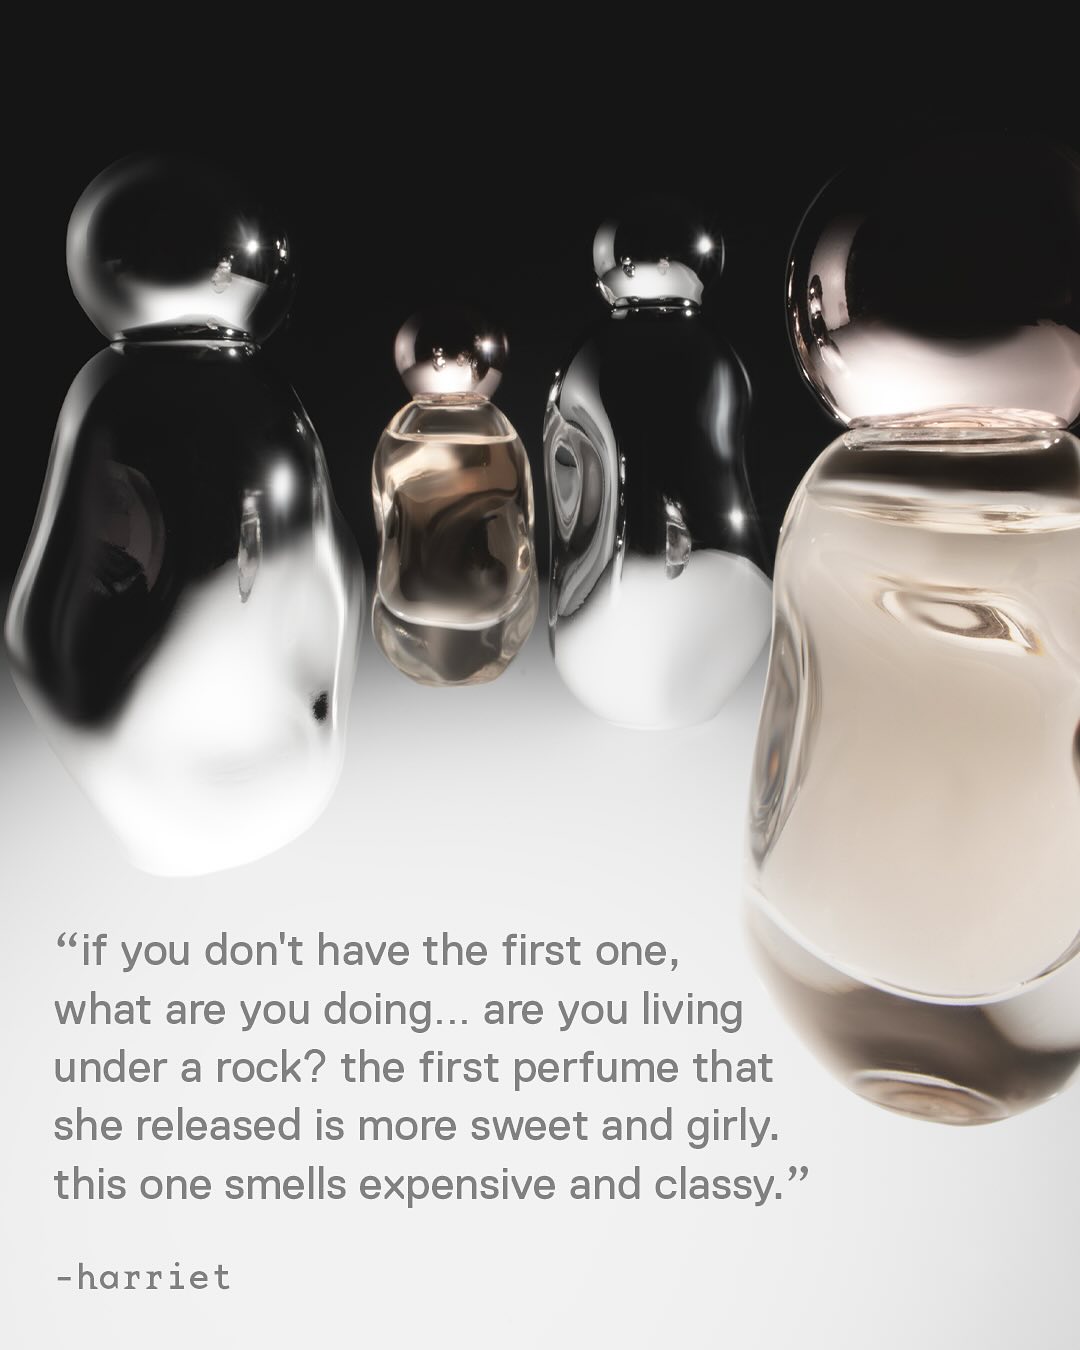 “if you don't have the first one,
what are you doing... are you living
under a rock? the first perfume that
she released is more sweet and girly.
this one smells expensive and classy.”
-harriet